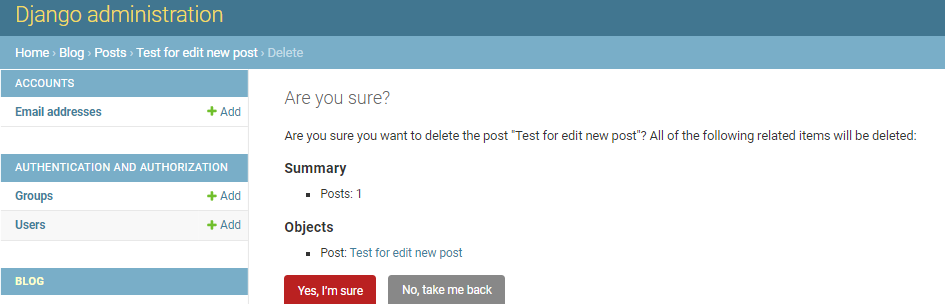 Django administration
Home › Blog › Posts › Test for edit new post › Delete
ACCOUNTS
Email addresses + Add
AUTHENTICATION AND AUTHORIZATION
Groups + Add
Users + Add
BLOG
Are you sure?
Are you sure you want to delete the post "Test for edit new post"? All of the following related items will be deleted:
Summary
Posts: 1
Objects
Post: Test for edit new post
Yes, I'm sure No, take me back